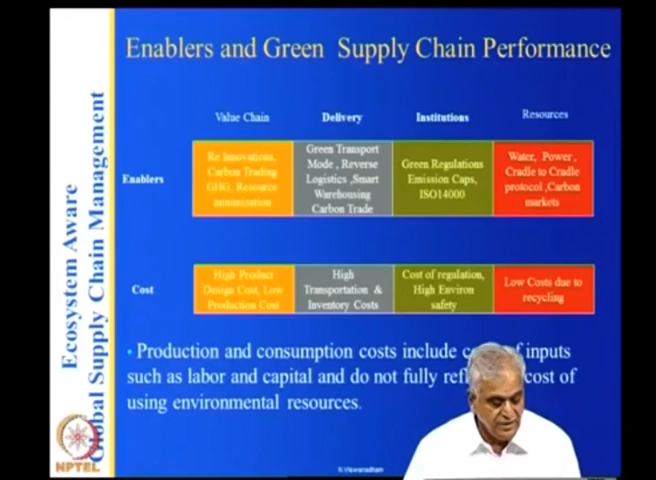 Enablers and Green Supply Chain Performance
Value Chain
Delivery
Institutions
Resources
Enablers
Re Innovations,
Carbon Trading
GHG, Resource
minimization
Green Transport
Mode , Reverse
Logistics ,Smart
Warehousing
Carbon Trade
Green Regulations
Emission Caps,
ISO14000
Water, Power ,
Cradle to Cradle
protocol ,Carbon
markets
Cost
High Product
Design Cost, Low
Production Cost
High
Transportation &
Inventory Costs
Cost of regulation,
High Environ
safety
Low Costs due to
recycling
• Production and consumption costs include inputs
such as labor and capital and do not fully cost of
using environmental resources.
Ecosystem Aware
Global Supply Chain Management
NPTEL
N.Viswanadham